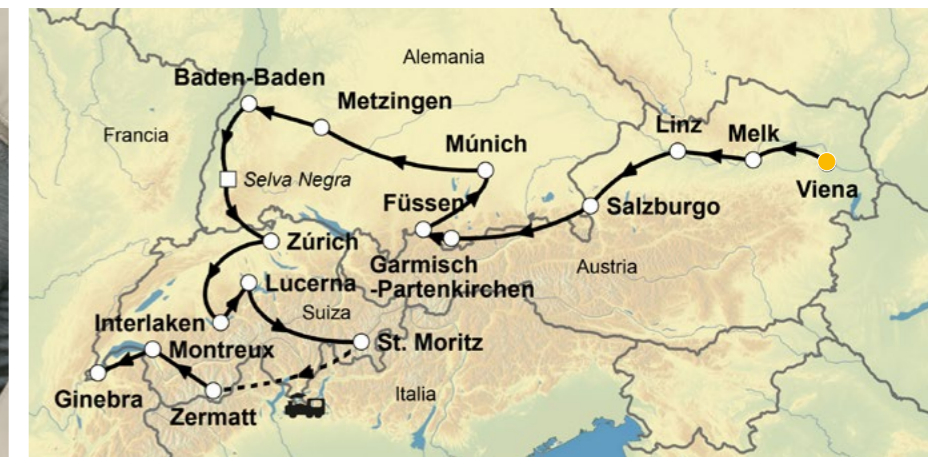 Alemania
Baden-Baden
Metzingen
Francia
Linz
Melk
Múnich
Selva Negra
Viena
Füssen
Salzburgo
Zúrich
Garmisch
-Partenkirchen
Austria
Lucerna
Suiza
Interlaken
St. Moritz
Montreux
Italia
Ginebra
Zermatt